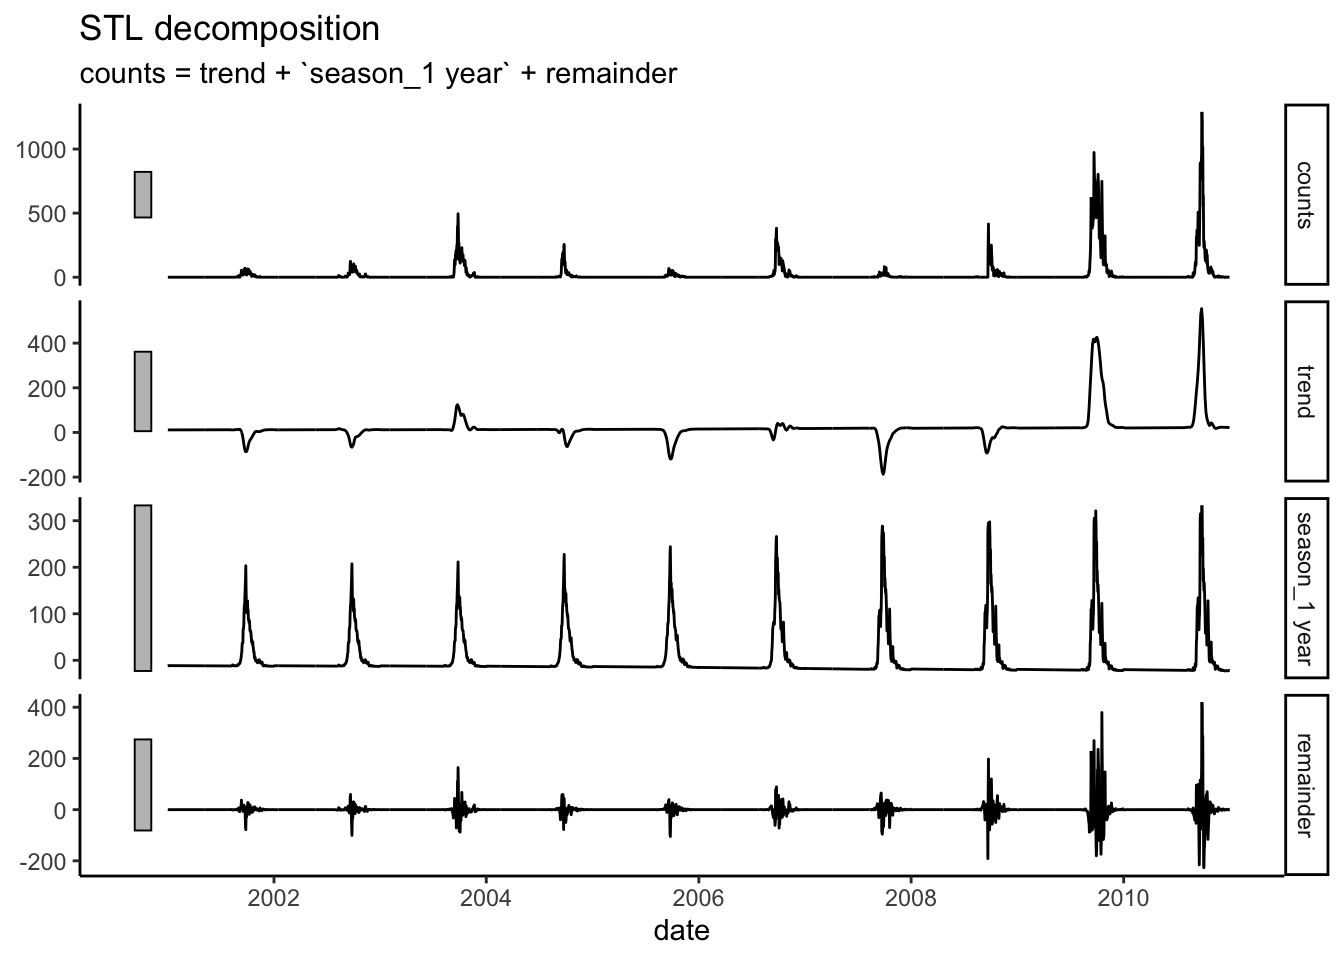 STL decomposition
counts = trend + `season_1 year` + remainder
1000
500
0
counts
400
200
0
-200
trend
300
200
100
0
season_1 year
400
200
0
-200
remainder
2002 2004 2006 2008 2010
date